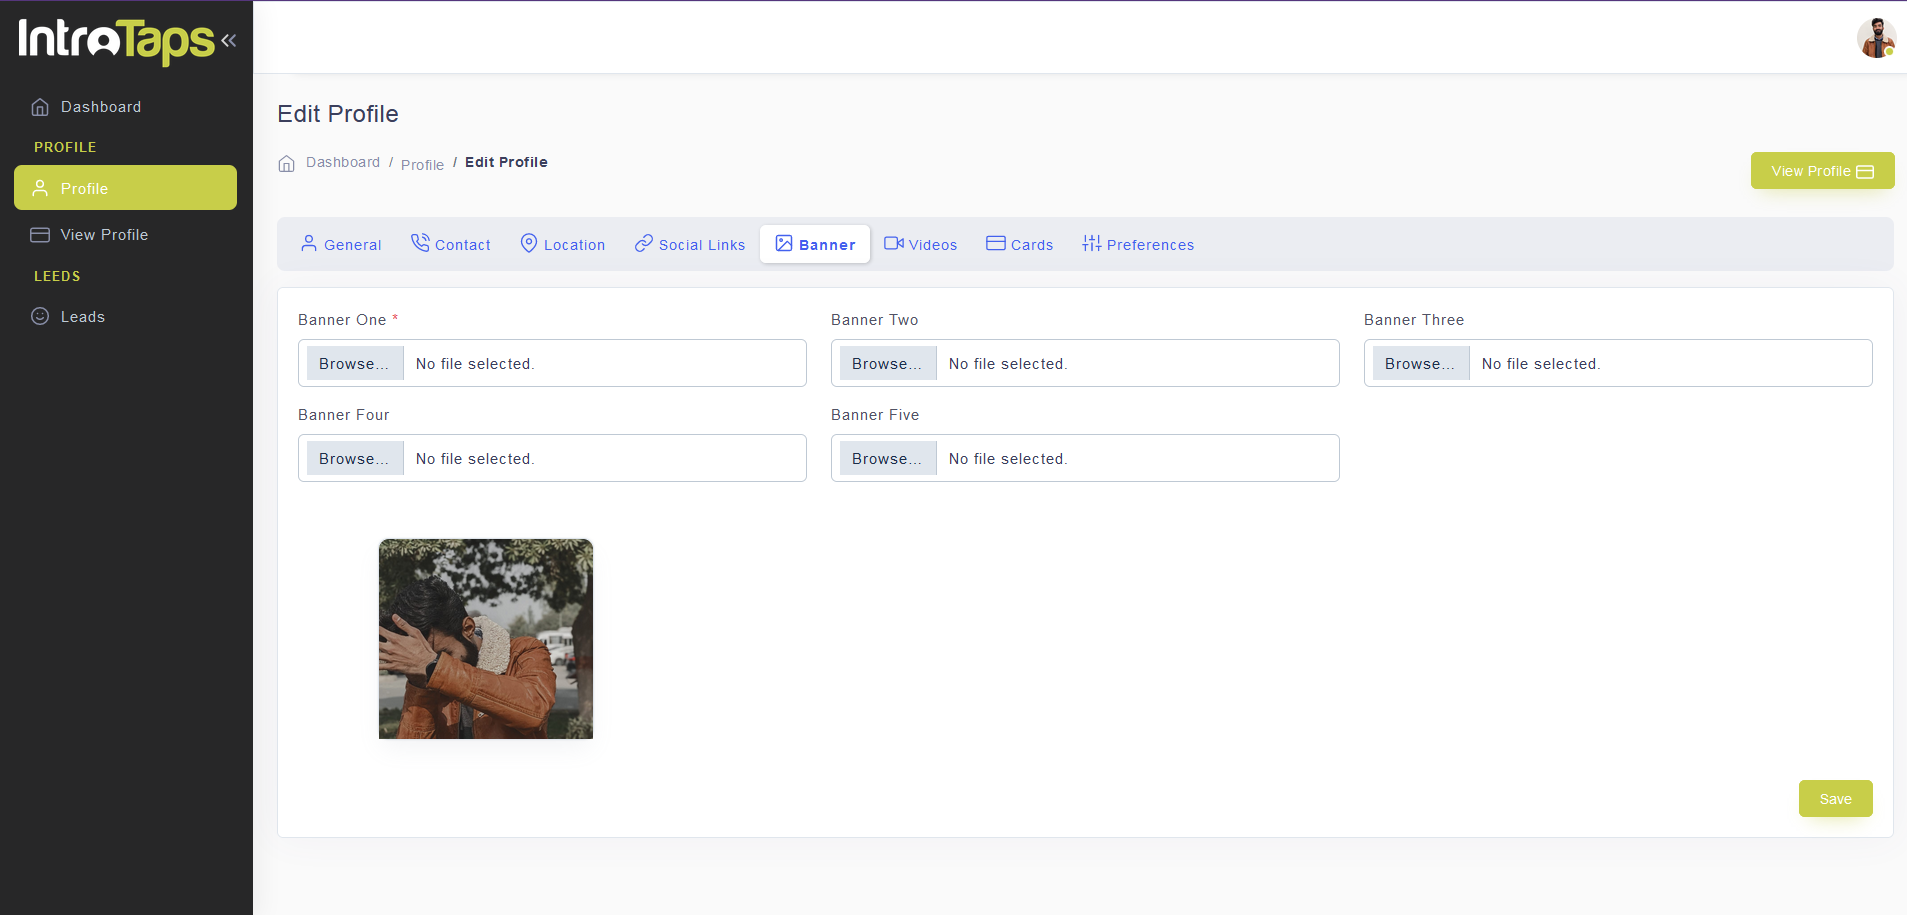 IntroTaps
Dashboard
PROFILE
Profile
View Profile
LEEDS
Leads
Edit Profile
Dashboard / Profile / Edit Profile
View Profile
General Contact Location Social Links Banner Videos Cards Preferences
Banner One * Banner Two Banner Three
Browse... No file selected. Browse... No file selected. Browse... No file selected.
Banner Four Banner Five
Browse... No file selected. Browse... No file selected.
Save